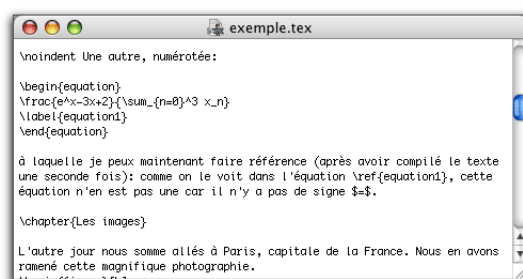 exemple.tex
\noindent Une autre, numérotée:
\begin{equation}
\frac{e^x-3x+2}{\sum_{n=0}^3 x_n}
\label{equation1}
\end{equation}
à laquelle je peux maintenant faire référence (après avoir compilé le texte
une seconde fois): comme on le voit dans l'équation \ref{equation1}, cette
équation n'en est pas une car il n'y a pas de signe $=$.
\chapter{Les images}
L'autre jour nous somme allés à Paris, capitale de la France. Nous en avons
ramené cette magnifique photographie.